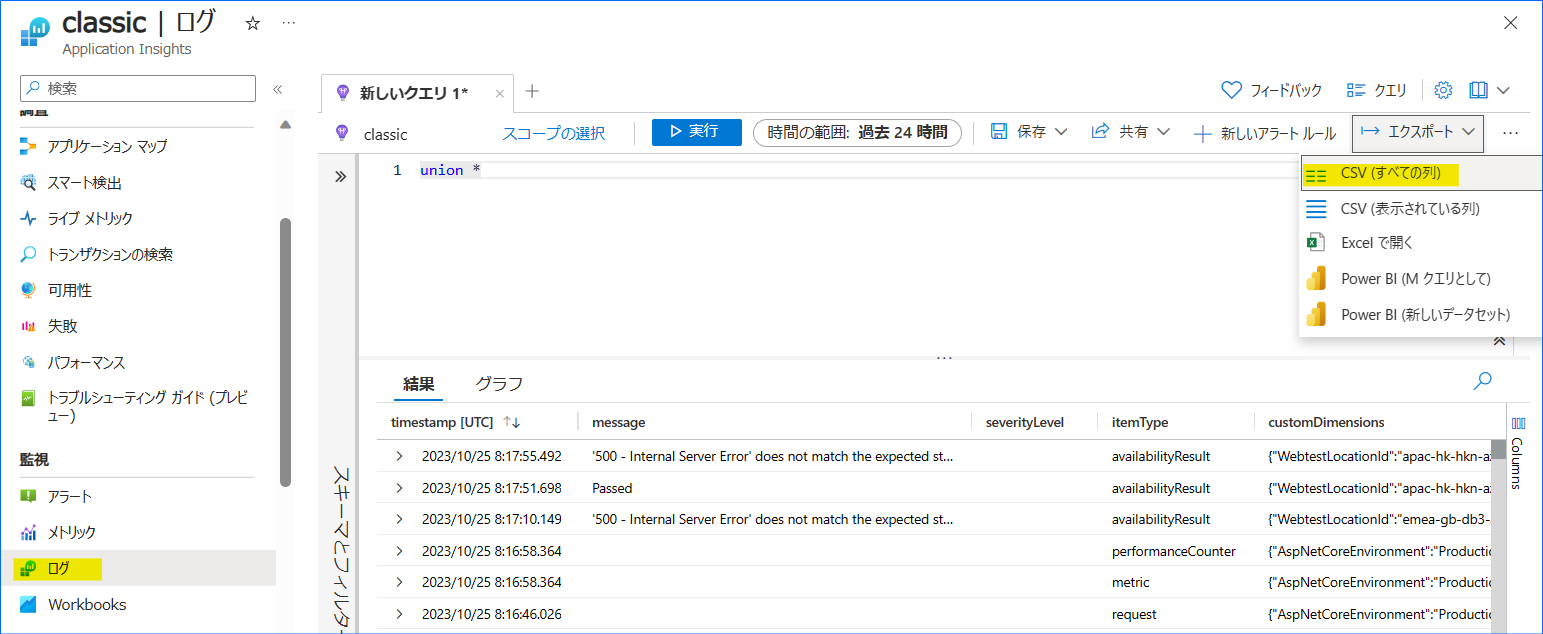 classic | ログ ☆ ...
Application Insights
検索 «
調査
アプリケーション マップ
スマート検出
ライブ メトリック
トランザクションの検索
可用性
失敗
パフォーマンス
トラブルシューティング ガイド (プレビ
ュー)
監視
アラート
メトリック
ログ
Workbooks
新しいクエリ 1* × +
フィードバック
クエリ
classic
スコープの選択
実行
時間の範囲: 過去 24 時間
保存
共有
新しいアラート ルール
エクスポート
...
CSV (すべての列)
CSV (表示されている列)
Excel で開く
Power BI (M クエリとして)
Power BI (新しいデータセット)
»
1 union *
スキーマとフィルター
結果 グラフ
timestamp [UTC] ↑↓ message severityLevel itemType customDimensions
2023/10/25 8:17:55.492 '500 - Internal Server Error' does not match the expected st... availabilityResult {"WebtestLocationId":"apac-hk-hkn-a
2023/10/25 8:17:51.698 Passed availabilityResult {"WebtestLocationId":"apac-hk-hkn-a
2023/10/25 8:17:10.149 '500 - Internal Server Error' does not match the expected st... availabilityResult {"WebtestLocationId":"emea-gb-db3-
2023/10/25 8:16:58.364 performanceCounter {"AspNetCoreEnvironment":"Productic
2023/10/25 8:16:58.364 metric {"AspNetCoreEnvironment":"Productic
2023/10/25 8:16:46.026 request {"AspNetCoreEnvironment":"Productic
Columns